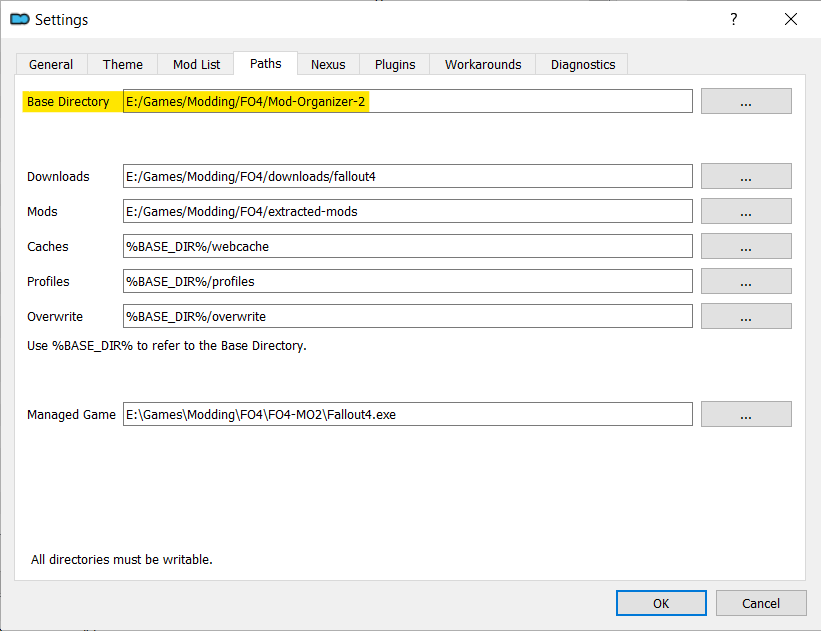 Settings
?
General Theme Mod List Paths Nexus Plugins Workarounds Diagnostics
Base Directory E:/Games/Modding/FO4/Mod-Organizer-2 ...
Downloads E:/Games/Modding/FO4/downloads/fallout4 ...
Mods E:/Games/Modding/FO4/extracted-mods ...
Caches %BASE_DIR%/webcache ...
Profiles %BASE_DIR%/profiles ...
Overwrite %BASE_DIR%/overwrite ...
Use %BASE_DIR% to refer to the Base Directory.
Managed Game E:\Games\Modding\FO4\FO4-MO2\Fallout4.exe ...
All directories must be writable.
OK Cancel